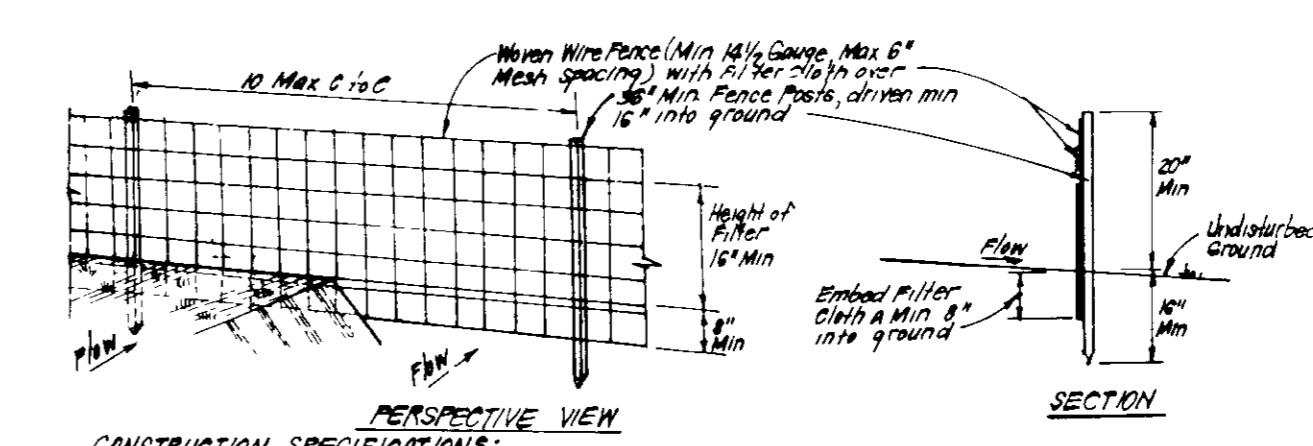 Woven Wire Fence (Min 14½ Gauge, Max 6"
Mesh Spacing) with Filter Cloth over
36" Min. Fence Posts, driven min
16" into ground
10 Max C to C
Height of
Filter
16" Min
8"
Min
Flow
Flow
PERSPECTIVE VIEW
20"
Min
Undisturbed
Ground
Flow
Embed Filter
Cloth A Min 8"
into ground
16"
Min
SECTION
CONSTRUCTION SPECIFICATIONS: